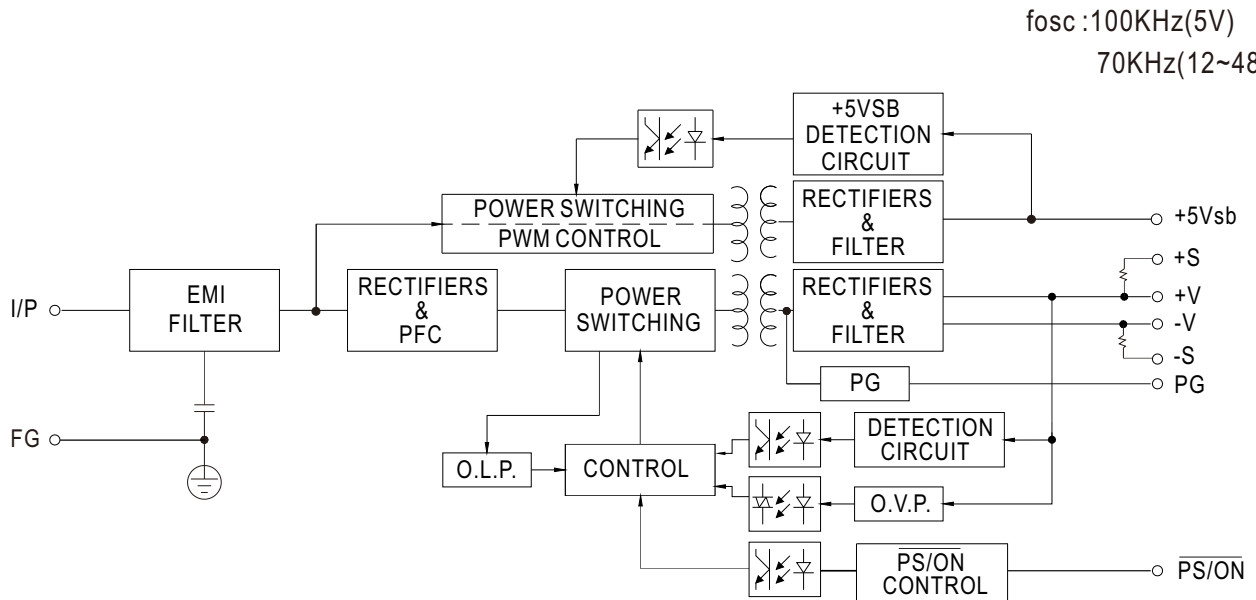 fosc :100KHz(5V)
70KHz(12~48
+5VSB
DETECTION
CIRCUIT
POWER SWITCHING
PWM CONTROL
RECTIFIERS
&
FILTER
+5Vsb
+S
I/P
EMI
FILTER
RECTIFIERS
&
PFC
POWER
SWITCHING
RECTIFIERS
&
FILTER
+V
-V
-S
PG
PG
FG
O.L.P.
CONTROL
DETECTION
CIRCUIT
O.V.P.
PS/ON
CONTROL
PS/ON